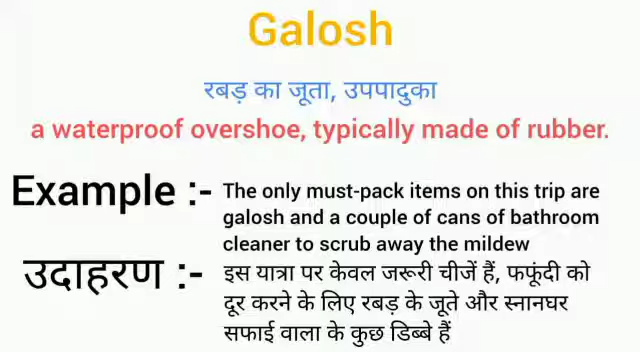 Galosh
रबड़ का जूता, उपपादुका
a waterproof overshoe, typically made of rubber.
Example :- The only must-pack items on this trip are
galosh and a couple of cans of bathroom
cleaner to scrub away the mildew
उदाहरण :- इस यात्रा पर केवल जरूरी चीजें हैं, फफूंदी को
दूर करने के लिए रबड़ के जूते और स्नानघर
सफाई वाला के कुछ डिब्बे हैं